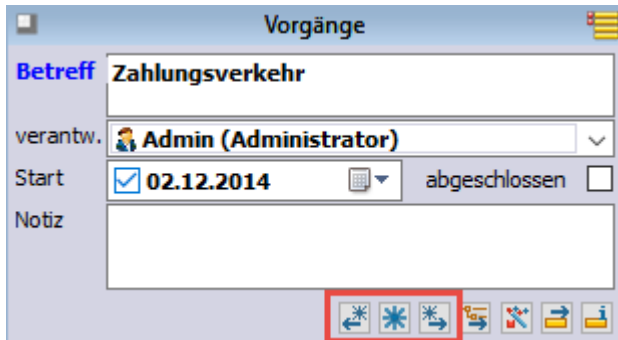 Vorgänge
Betreff Zahlungsverkehr
verantw. Admin (Administrator)
Start 02.12.2014 abgeschlossen
Notiz